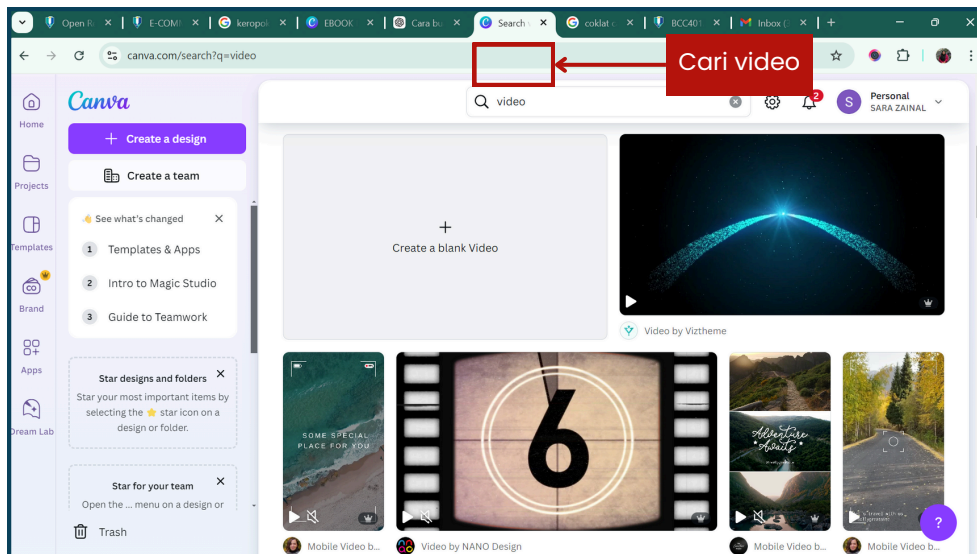 Open R
E-COM
keropol
EBOOK
Cara bu
Search
coklat
BCC401
Inbox (
canva.com/search?q=video
Cari video
Home
Projects
Templates
Brand
Apps
Dream Lab
Canva
+ Create a design
Create a team
See what's changed
1 Templates & Apps
2 Intro to Magic Studio
3 Guide to Teamwork
Star designs and folders
Star your most important items by
selecting the ⭐ star icon on a
design or folder.
Star for your team
Open the ... menu on a design or
Trash
video
2
S
Personal
SARA ZAINAL
+
Create a blank Video
Video by Viztheme
SOME SPECIAL
PLACE FOR YOU
6
Adventure
Awaits
Mobile Video b...
Video by NANO Design
Mobile Video b...
Mobile Video b...
?